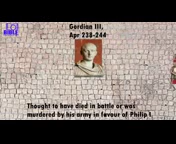 BIBLE
Gordian III,
Apr 238-244
Thought to have died in battle or was
murdered by his army in favour of Philip I